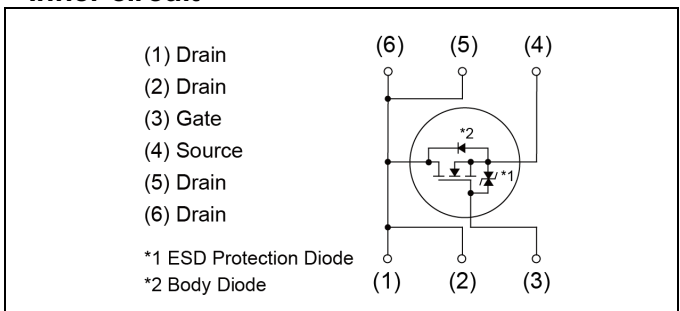 Inner circuit
(1) Drain
(2) Drain
(3) Gate
(4) Source
(5) Drain
(6) Drain
*1 ESD Protection Diode
*2 Body Diode
(6) (5) (4)
*2
*1
(1) (2) (3)